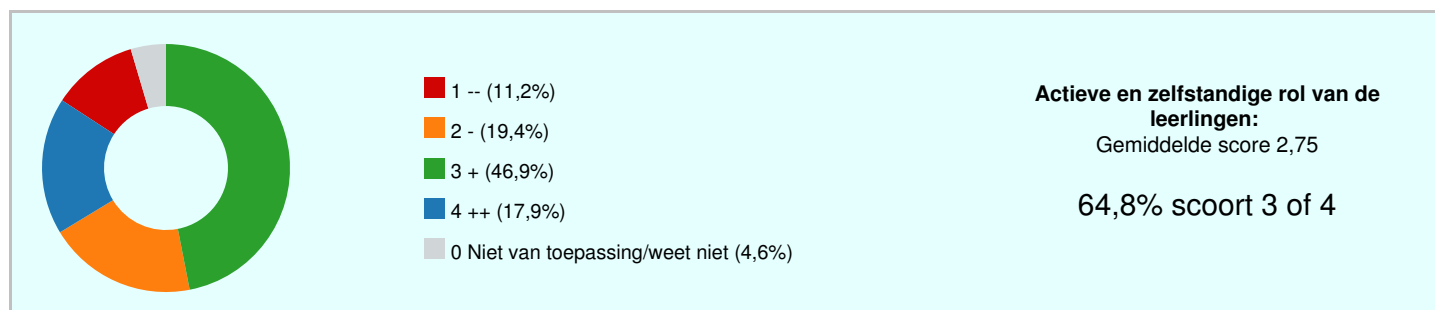 1 -- (11,2%)
2 - (19,4%)
3 + (46,9%)
4 ++ (17,9%)
0 Niet van toepassing/weet niet (4,6%)
Actieve en zelfstandige rol van de
leerlingen:
Gemiddelde score 2,75
64,8% scoort 3 of 4